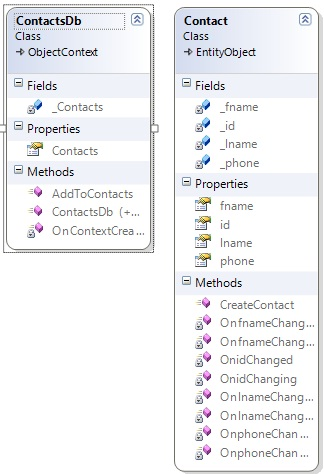 ContactsDb
Class
ObjectContext
Fields
_Contacts
Properties
Contacts
Methods
AddToContacts
ContactsDb (+...
OnContextCrea...
Contact
Class
EntityObject
Fields
_fname
_id
_lname
_phone
Properties
fname
id
lname
phone
Methods
CreateContact
OnfnameChang...
OnfnameChang...
OnidChanged
OnidChanging
OnlnameChang...
OnlnameChang...
OnphoneChan...
OnphoneChan...